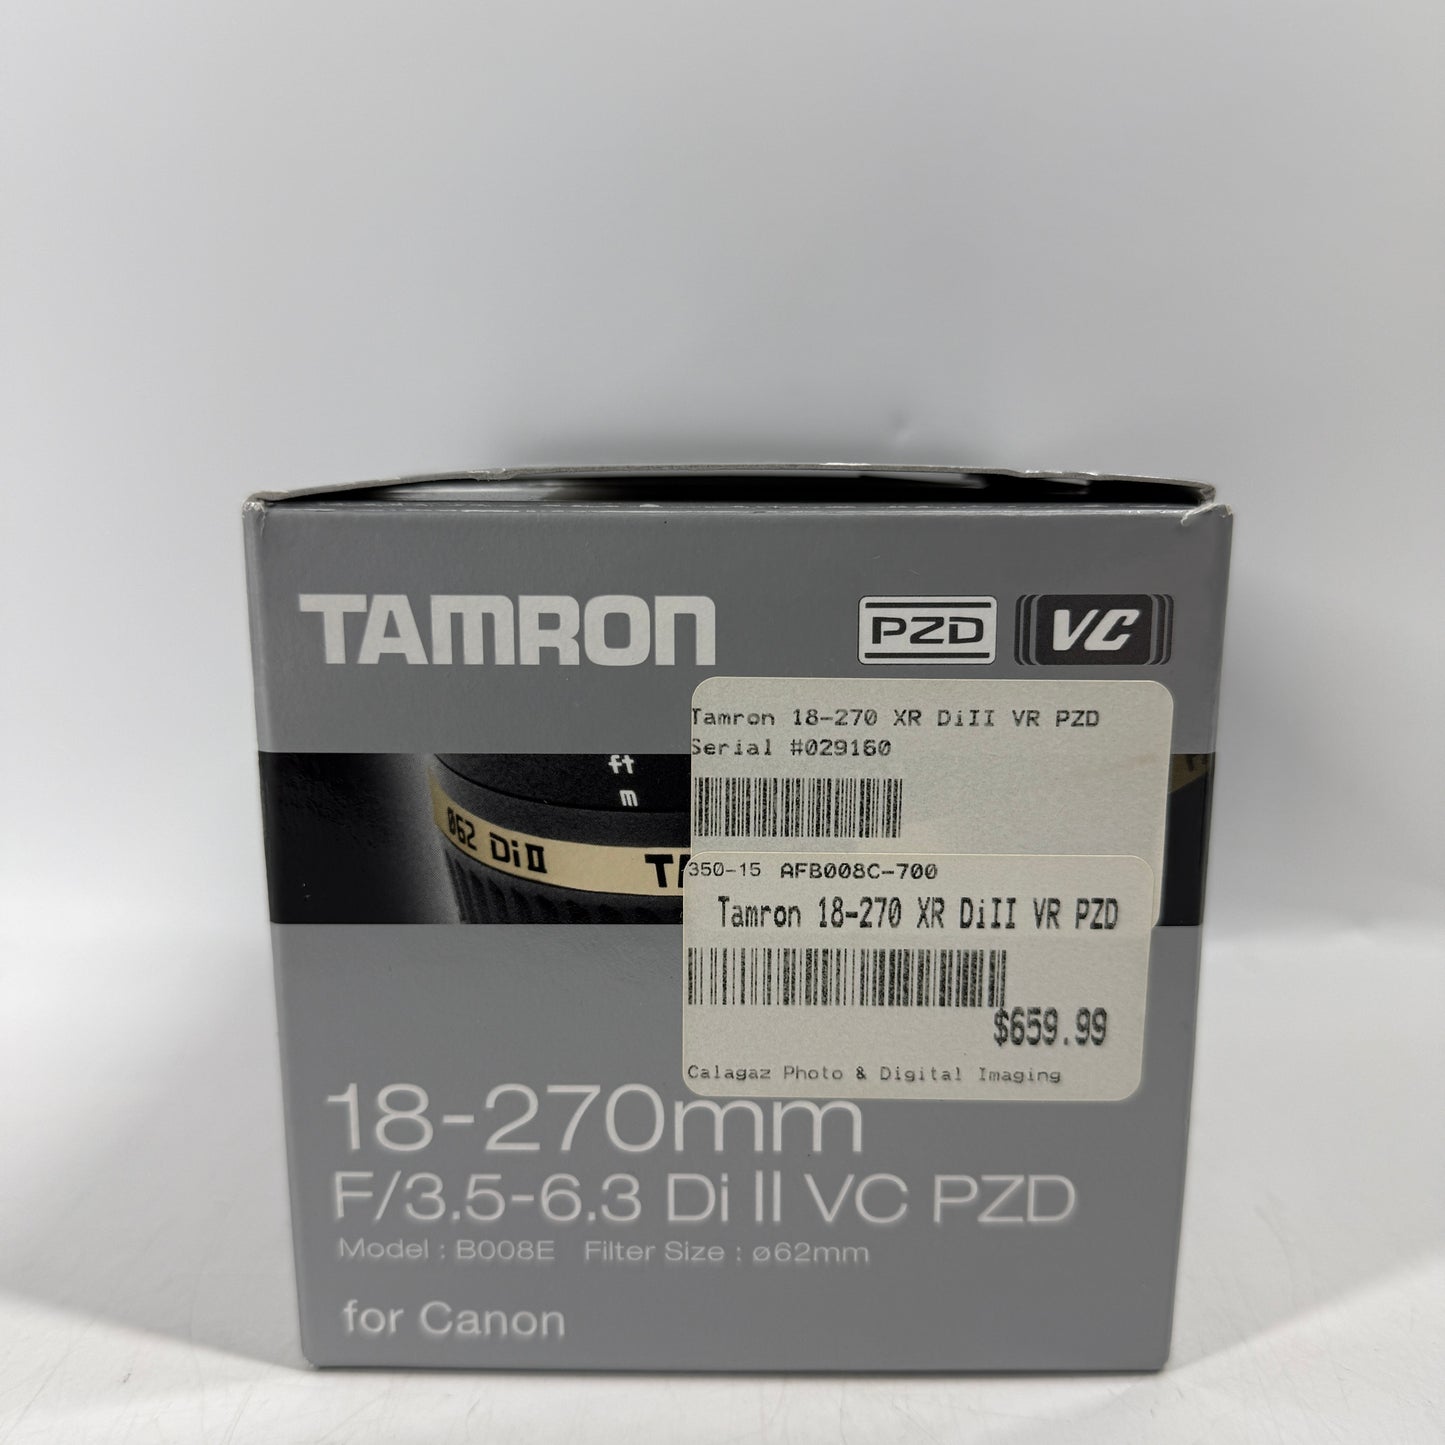 TAMRON
PZD
VC
Tamron 18-270 XR DiII VR PZD
Serial #029160
ft
m
ø62 Di II
350-15 AFB008C-700
Tamron 18-270 XR DiII VR PZD
$659.99
Calagaz Photo & Digital Imaging
18-270mm
F/3.5-6.3 Di II VC PZD
Model : B008E Filter Size : ø62mm
for Canon